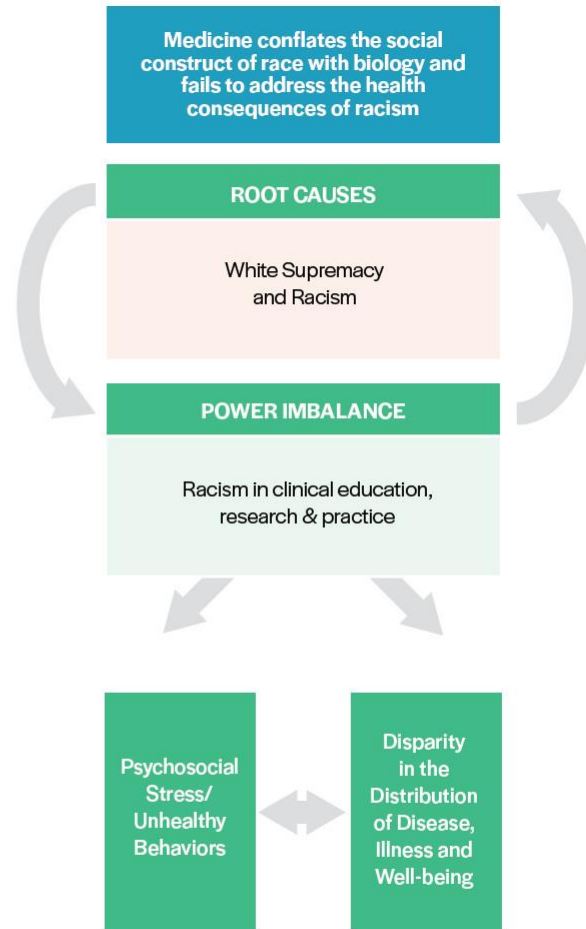 Medicine conflates the social
construct of race with biology and
fails to address the health
consequences of racism
ROOT CAUSES
White Supremacy
and Racism
POWER IMBALANCE
Racism in clinical education,
research & practice
Psychosocial
Stress/
Unhealthy
Behaviors
Disparity
in the
Distribution
of Disease,
Illness and
Well-being